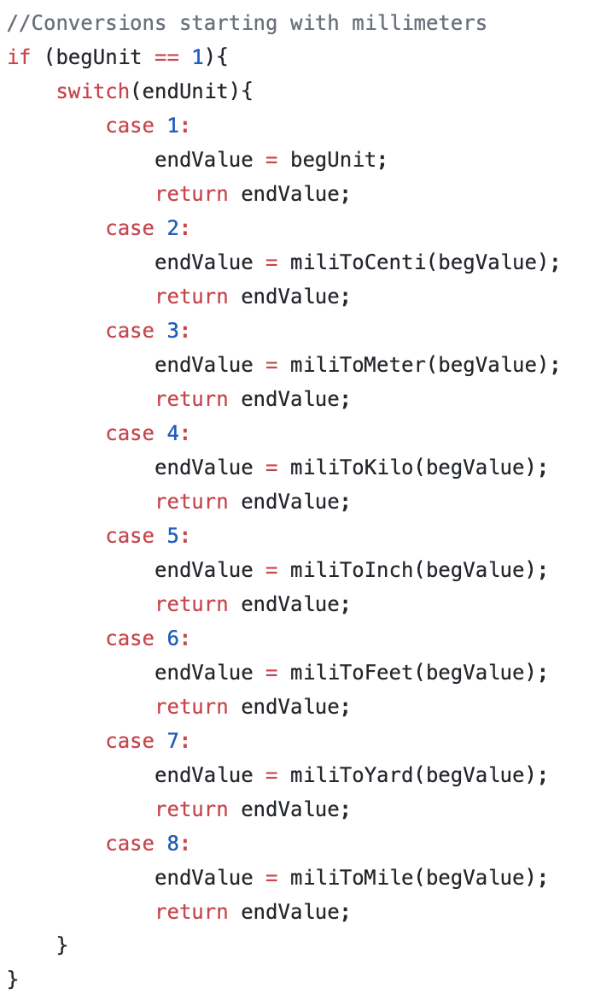 //Conversions starting with millimeters
if (begUnit == 1){
    switch(endUnit){
        case 1:
            endValue = begUnit;
            return endValue;
        case 2:
            endValue = miliToCenti(begValue);
            return endValue;
        case 3:
            endValue = miliToMeter(begValue);
            return endValue;
        case 4:
            endValue = miliToKilo(begValue);
            return endValue;
        case 5:
            endValue = miliToInch(begValue);
            return endValue;
        case 6:
            endValue = miliToFeet(begValue);
            return endValue;
        case 7:
            endValue = miliToYard(begValue);
            return endValue;
        case 8:
            endValue = miliToMile(begValue);
            return endValue;
    }
}